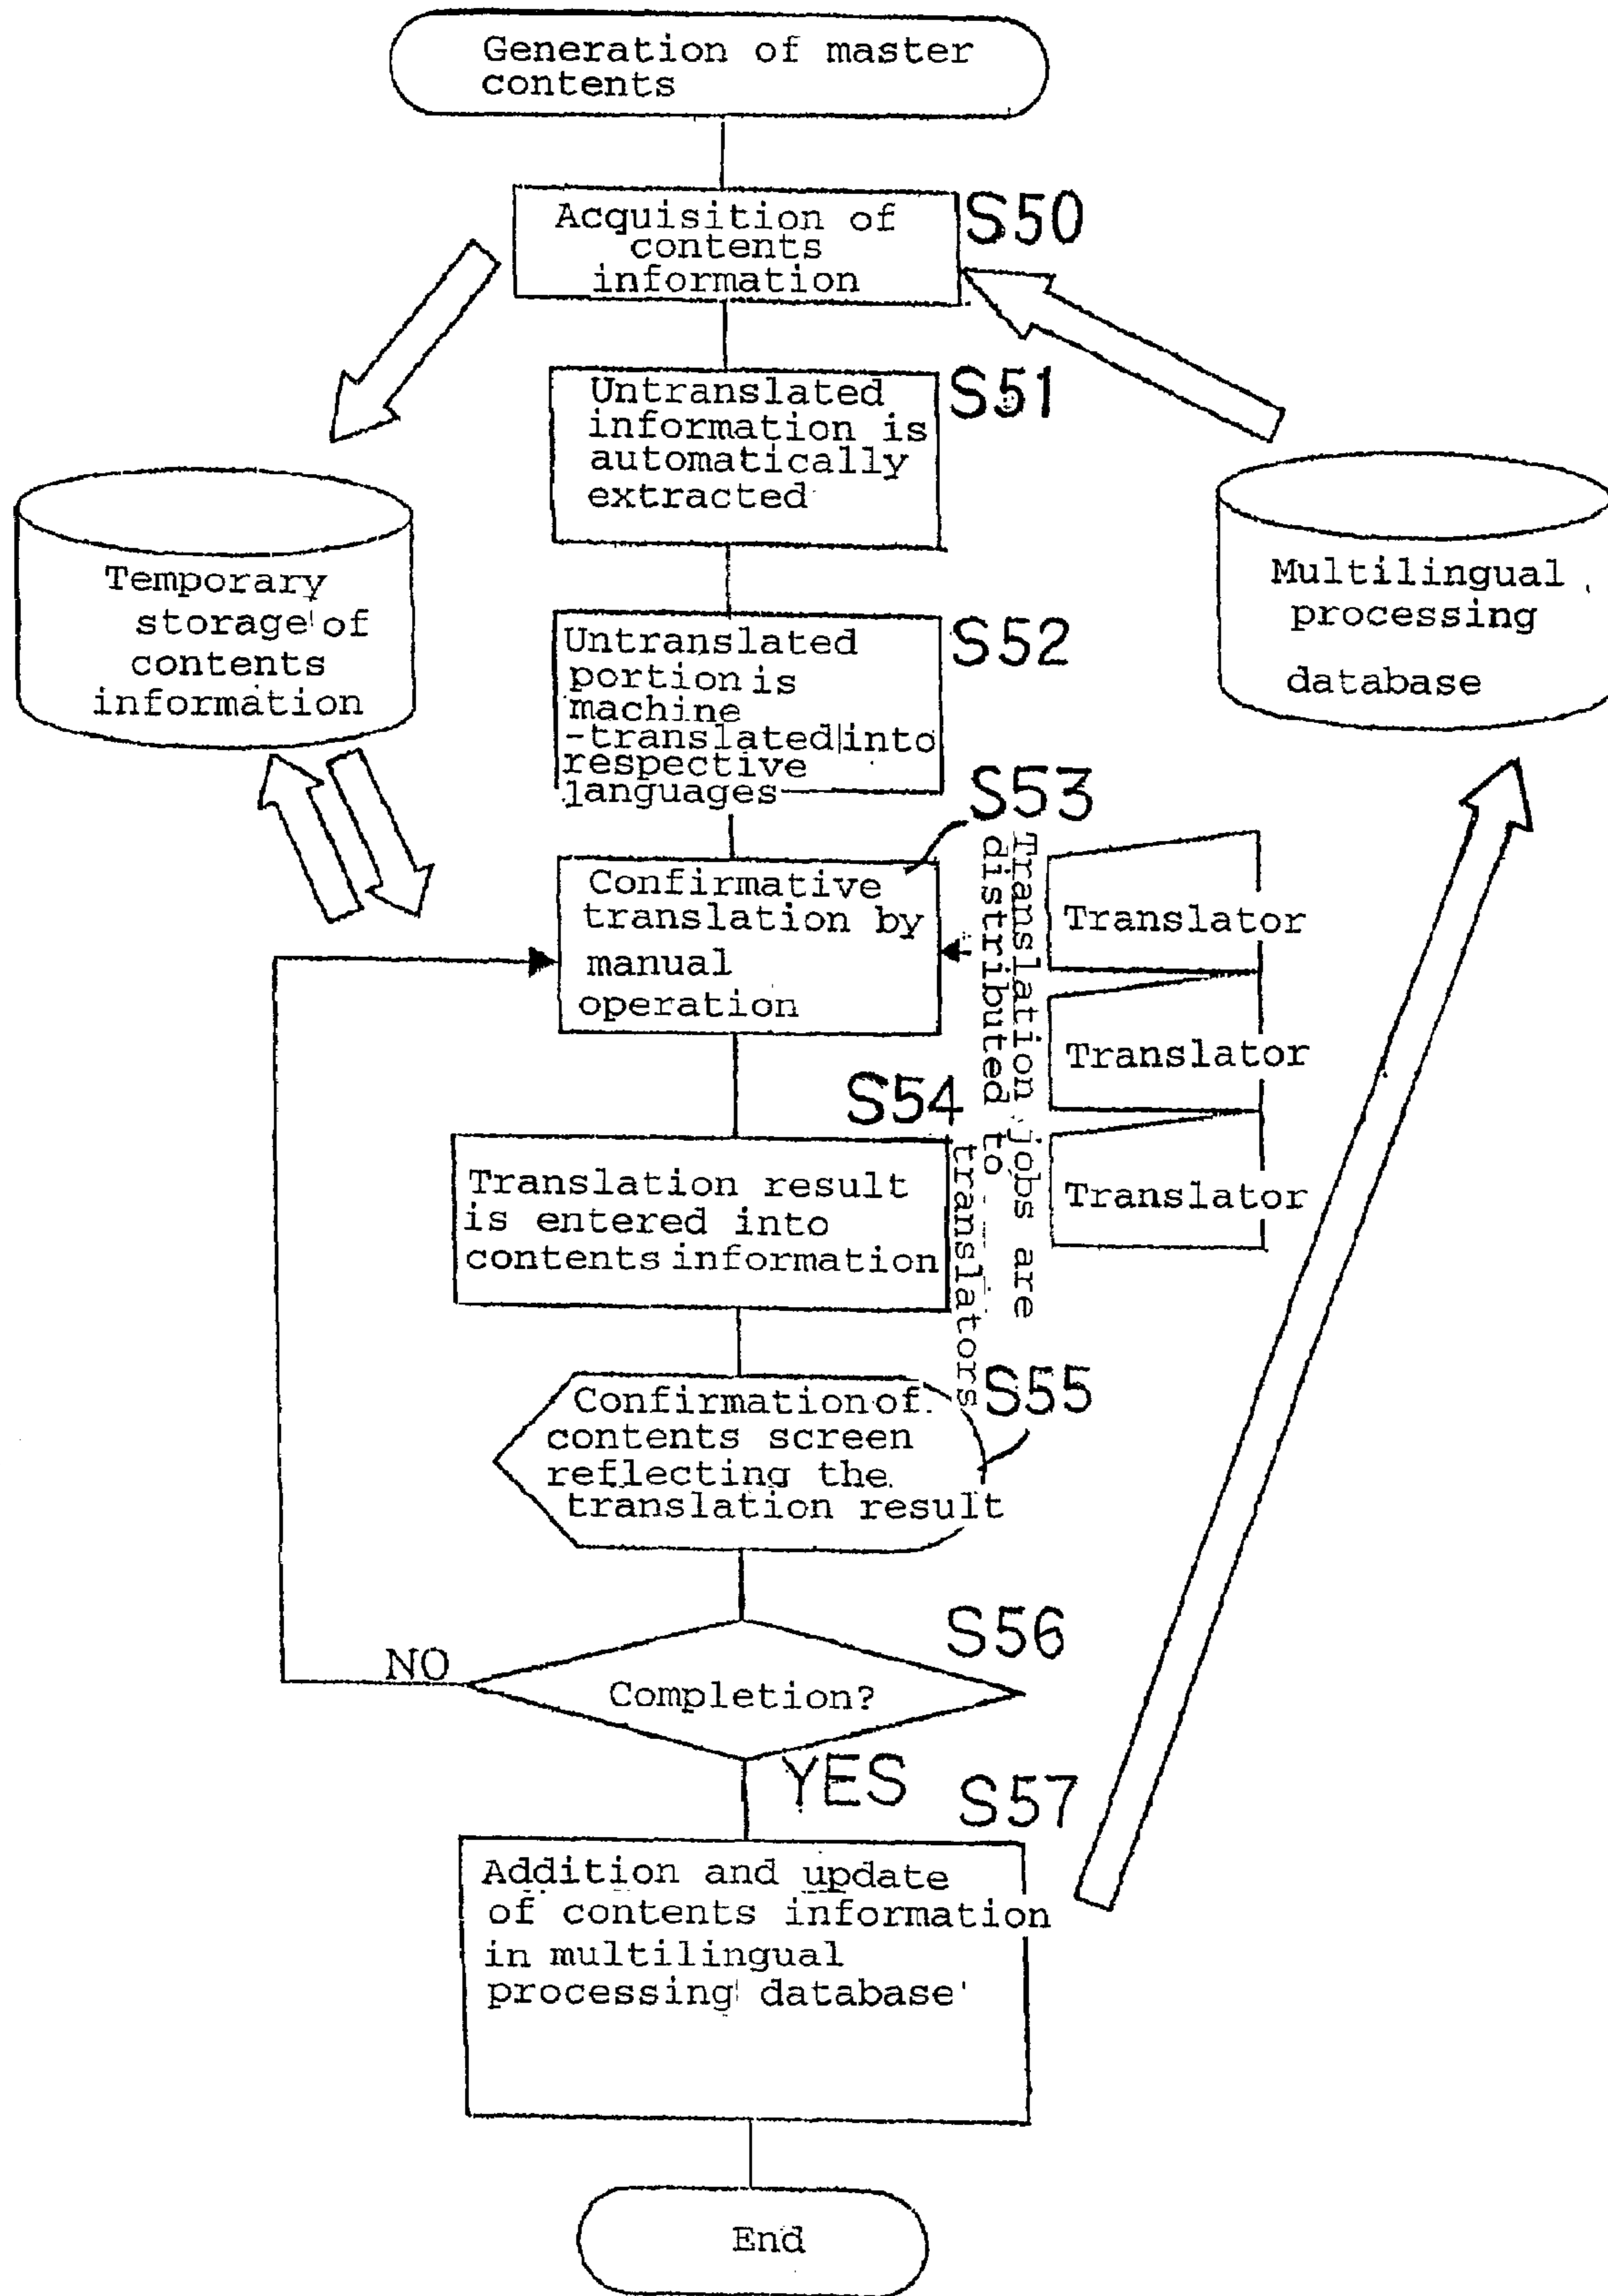 Generation of master
contents
Acquisition of
contents
information
S50
Untranslated
information is
automatically
extracted
S51
Temporary
storage of
contents
information
Multilingual
processing
database
Untranslated
portion is
machine
-translated into
respective
languages
S52
S53
Confirmative
translation by
manual
operation
Translation jobs are
distributed to
translators
Translator
Translator
Translator
S54
Translation result
is entered into
contents information
S55
Confirmation of
contents screen
reflecting the
translation result
S56
NO
Completion?
YES
S57
Addition and update
of contents information
in multilingual
processing database
End